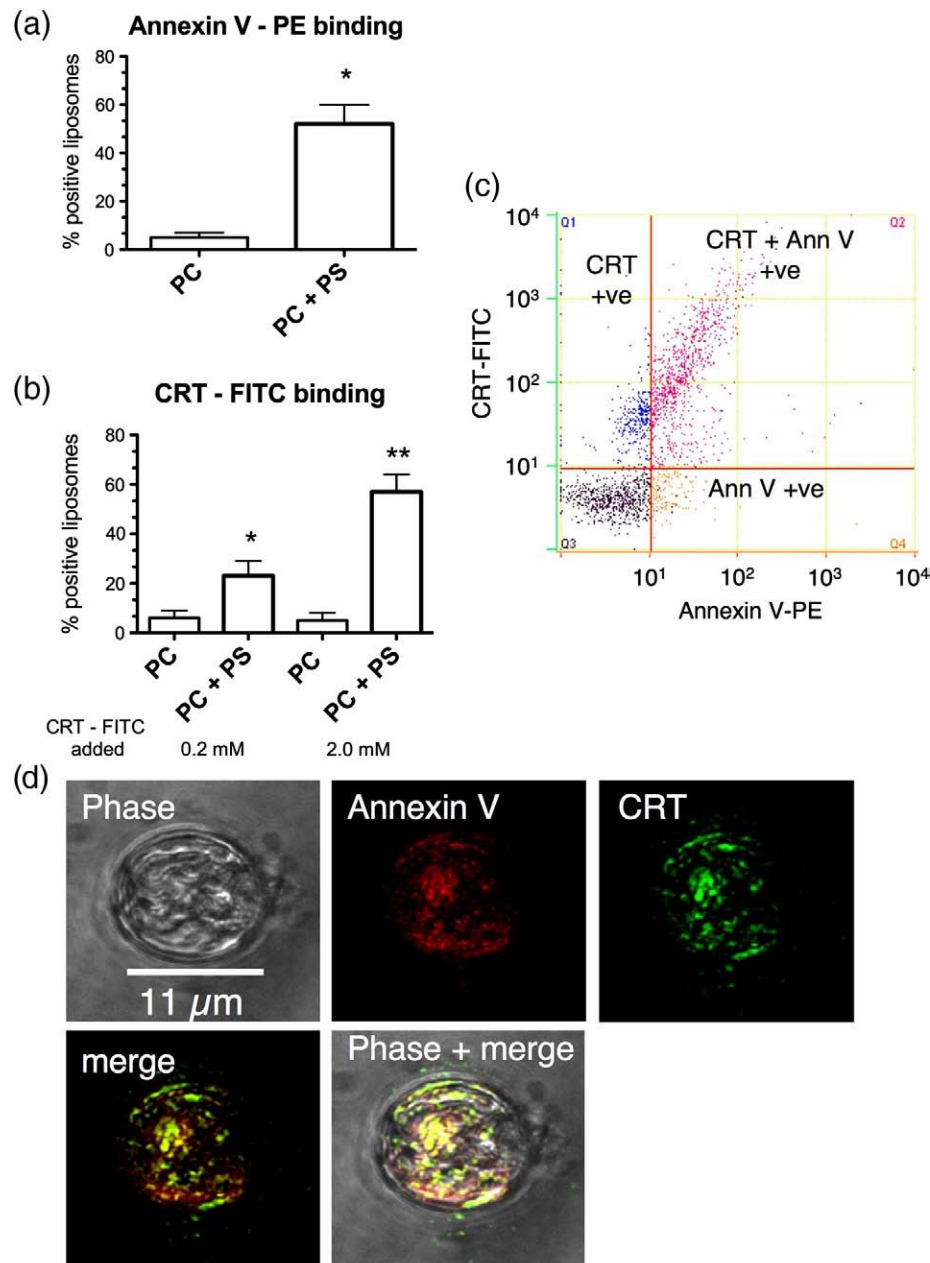 (a)
Annexin V - PE binding
80
60
40
20
0
% positive liposomes
*
PC
PC + PS
(b)
CRT - FITC binding
80
60
40
20
0
% positive liposomes
*
**
PC
PC + PS
PC
PC + PS
CRT - FITC
added
0.2 mM
2.0 mM
(c)
10⁴
10³
10²
10¹
CRT-FITC
Q1
Q2
CRT
+ve
CRT + Ann V
+ve
Ann V +ve
Q3
Q4
10¹
10²
10³
10⁴
Annexin V-PE
(d)
Phase
11 µm
Annexin V
CRT
merge
Phase + merge